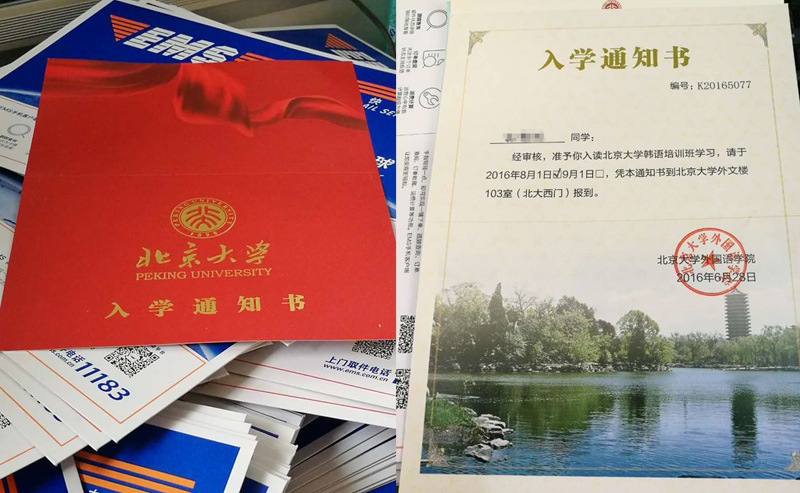 EMS
北京大学
PEKING UNIVERSITY
入学通知书
11183
上门取件电话
www.ems.com.cn
入学通知书
编号：K20165077
同学：
经审核，准予你入读北京大学韩语培训班学习，请于
2016年8月1日☑9月1日□，凭本通知书到北京大学外文楼
103室（北大西门）报到。
北京大学外国语学院
2016年6月28日